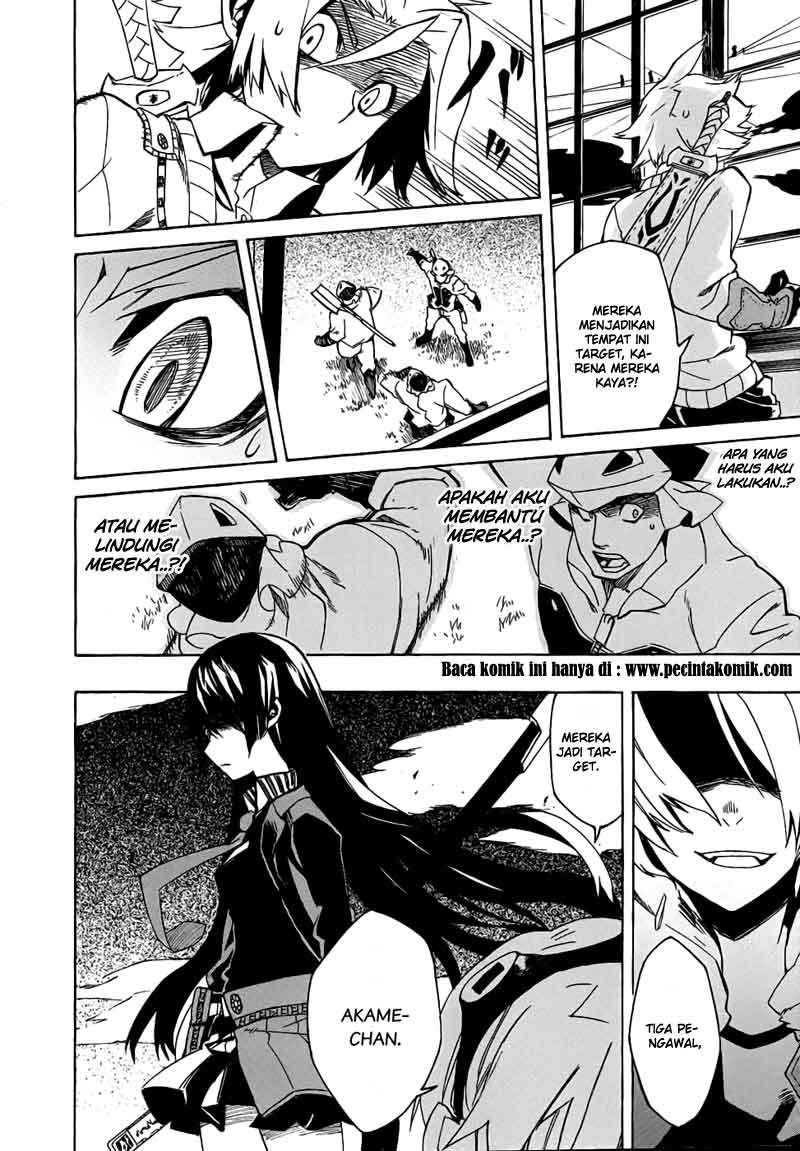 MEREKA
MENJADIKAN
TEMPAT INI
TARGET, KA-
RENA MEREKA
KAYA?!
APA YANG
HARUS AKU
LAKUKAN..?
APAKAH AKU
MEMBANTU
MEREKA..?
ATAU ME-
LINDUNGI
MEREKA..?!
Baca komik ini hanya di : www.pecintakomik.com
TIGA PE-
NGAWAL,
MEREKA
JADI TAR-
GET.
AKAME-
CHAN.